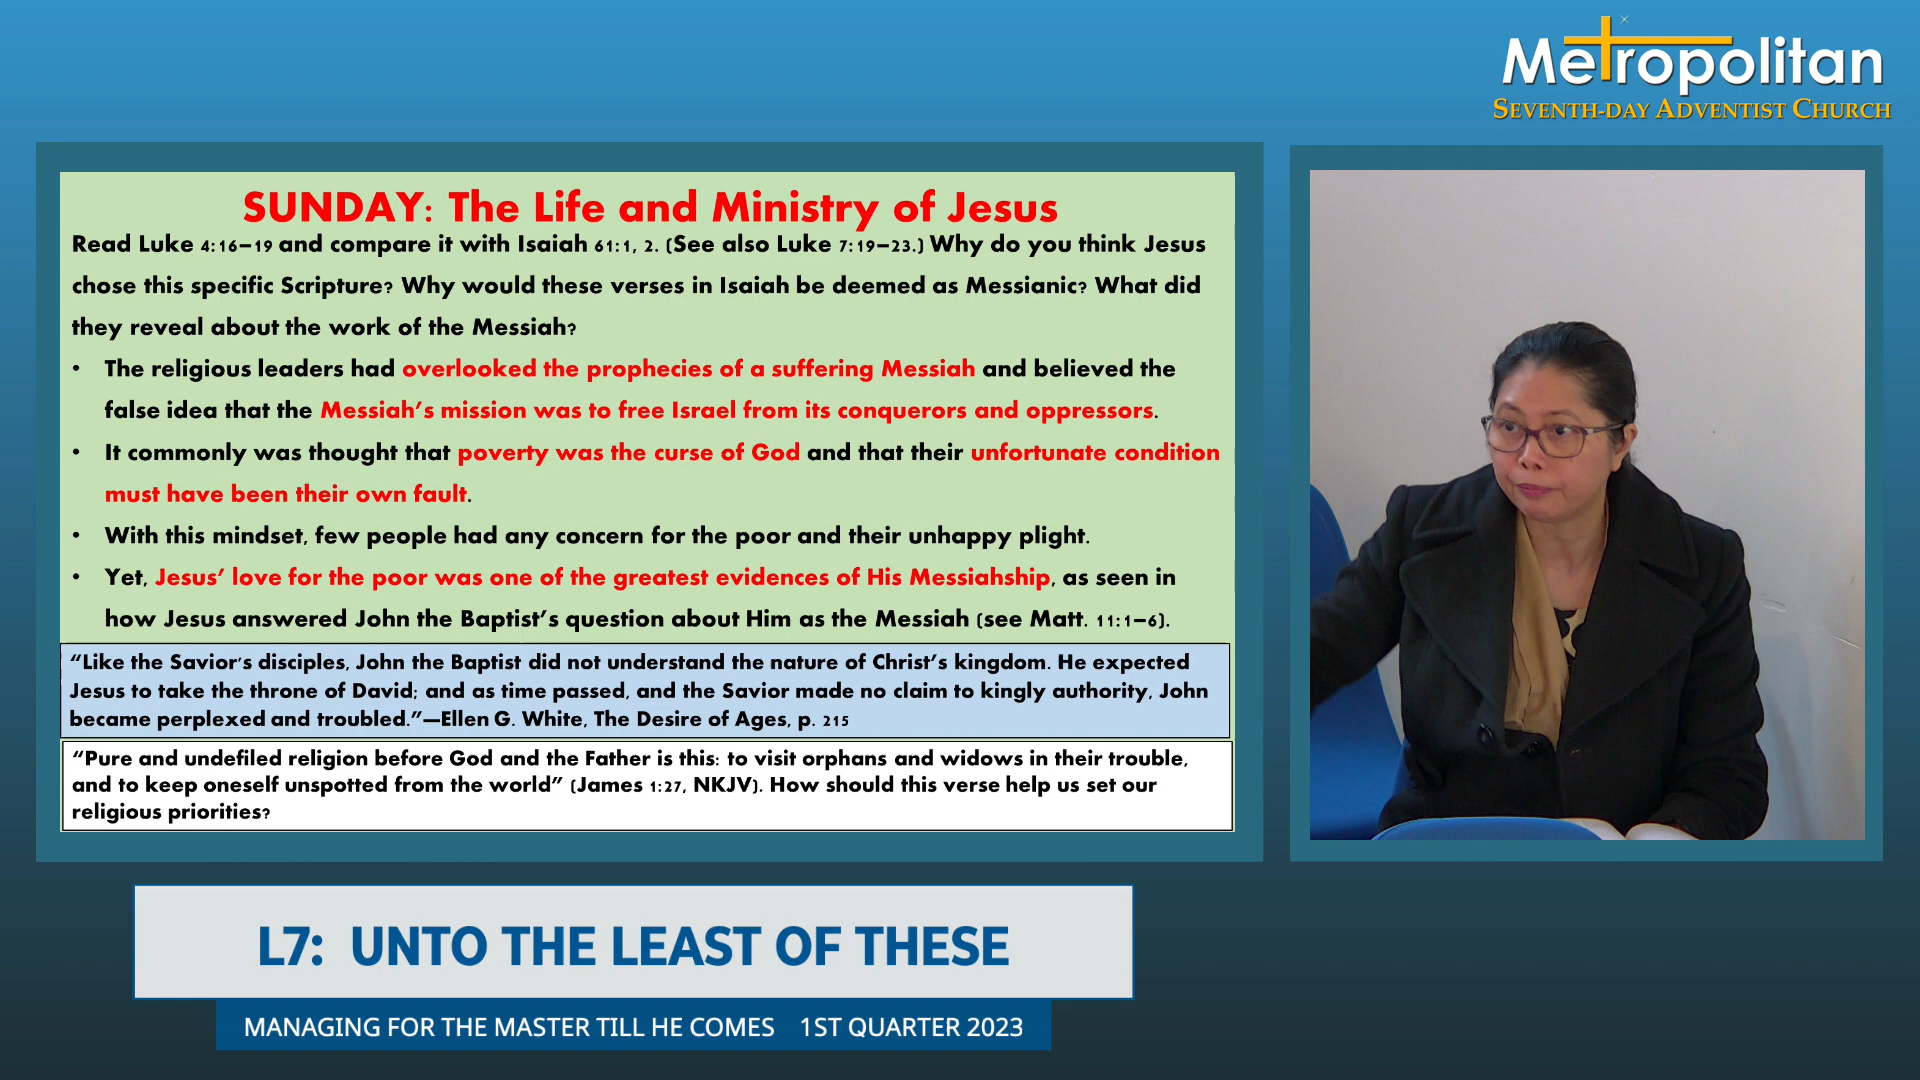 Metropolitan
SEVENTH-DAY ADVENTIST CHURCH
SUNDAY: The Life and Ministry of Jesus
Read Luke 4:16–19 and compare it with Isaiah 61:1, 2. (See also Luke 7:19–23.) Why do you think Jesus
chose this specific Scripture? Why would these verses in Isaiah be deemed as Messianic? What did
they reveal about the work of the Messiah?
• The religious leaders had overlooked the prophecies of a suffering Messiah and believed the
false idea that the Messiah’s mission was to free Israel from its conquerors and oppressors.
• It commonly was thought that poverty was the curse of God and that their unfortunate condition
must have been their own fault.
• With this mindset, few people had any concern for the poor and their unhappy plight.
• Yet, Jesus’ love for the poor was one of the greatest evidences of His Messiahship, as seen in
how Jesus answered John the Baptist’s question about Him as the Messiah (see Matt. 11:1–6).
“Like the Savior’s disciples, John the Baptist did not understand the nature of Christ’s kingdom. He expected
Jesus to take the throne of David; and as time passed, and the Savior made no claim to kingly authority, John
became perplexed and troubled.”—Ellen G. White, The Desire of Ages, p. 215
“Pure and undefiled religion before God and the Father is this: to visit orphans and widows in their trouble,
and to keep oneself unspotted from the world” (James 1:27, NKJV). How should this verse help us set our
religious priorities?
L7: UNTO THE LEAST OF THESE
MANAGING FOR THE MASTER TILL HE COMES 1ST QUARTER 2023